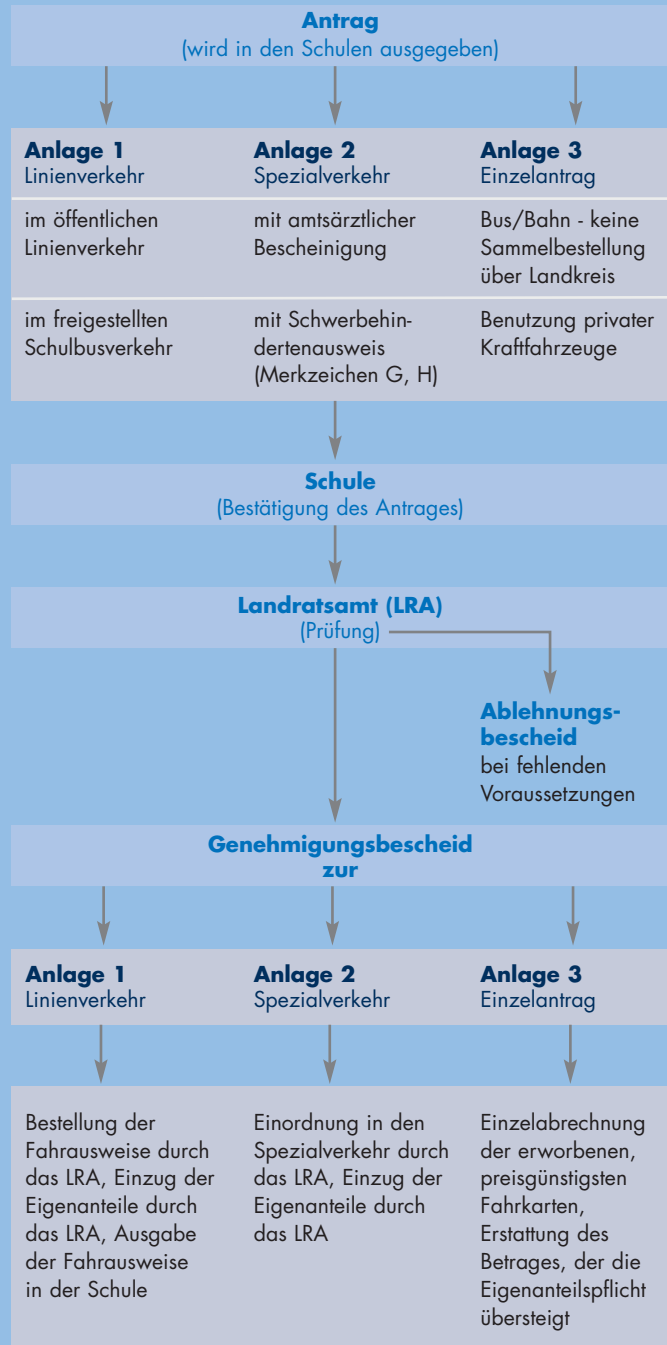 Antrag
(wird in den Schulen ausgegeben)
Anlage 1
Linienverkehr
im öffentlichen
Linienverkehr
im freigestellten
Schulbusverkehr
Anlage 2
Spezialverkehr
mit amtsärztlicher
Bescheinigung
mit Schwerbehin-
dertenausweis
(Merkzeichen G, H)
Anlage 3
Einzelantrag
Bus/Bahn - keine
Sammelbestellung
über Landkreis
Benutzung privater
Kraftfahrzeuge
Schule
(Bestätigung des Antrages)
Landratsamt (LRA)
(Prüfung)
Ablehnungs-
bescheid
bei fehlenden
Voraussetzungen
Genehmigungsbescheid
zur
Anlage 1
Linienverkehr
Bestellung der
Fahrausweise durch
das LRA, Einzug der
Eigenanteile durch
das LRA, Ausgabe
der Fahrausweise
in der Schule
Anlage 2
Spezialverkehr
Einordnung in den
Spezialverkehr durch
das LRA, Einzug der
Eigenanteile durch
das LRA
Anlage 3
Einzelantrag
Einzelabrechnung
der erworbenen,
preisgünstigsten
Fahrkarten,
Erstattung des
Betrages, der die
Eigenanteilspflicht
übersteigt